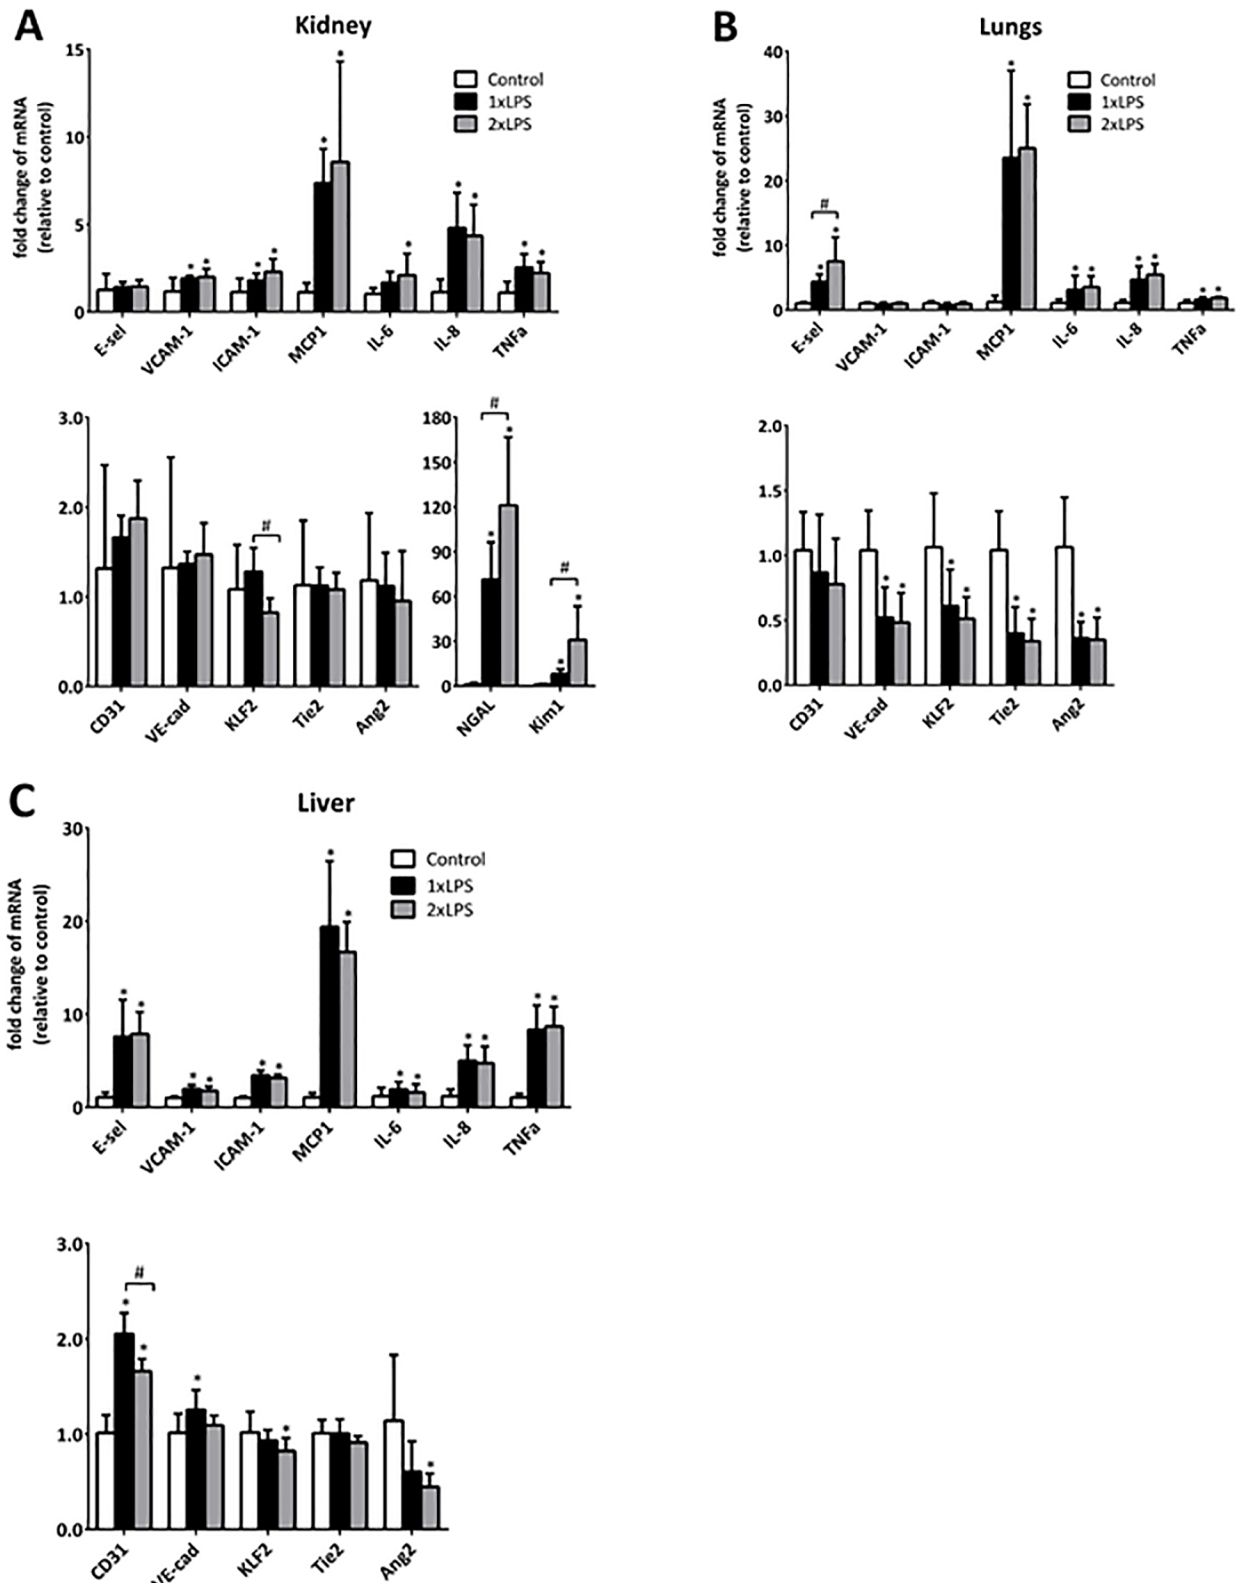 A
Kidney
fold change of mRNA
(relative to control)
15
10
5
0
Control
1xLPS
2xLPS
* * * * * * * * * * * *
E-sel VCAM-1 ICAM-1 MCP1 IL-6 IL-8 TNFa
3.0
2.0
1.0
0.0
#
CD31 VE-cad KLF2 Tie2 Ang2
180
150
120
90
60
30
0
# #
* * * *
NGAL Kim1
B
Lungs
fold change of mRNA
(relative to control)
40
30
20
10
0
Control
1xLPS
2xLPS
#
* * * * * * * * * *
E-sel VCAM-1 ICAM-1 MCP1 IL-6 IL-8 TNFa
2.0
1.5
1.0
0.5
0.0
* * * * * * * *
CD31 VE-cad KLF2 Tie2 Ang2
C
Liver
fold change of mRNA
(relative to control)
30
20
10
0
Control
1xLPS
2xLPS
* * * * * * * * * * * * * *
E-sel VCAM-1 ICAM-1 MCP1 IL-6 IL-8 TNFa
3.0
2.0
1.0
0.0
#
* * * * *
CD31 VE-cad KLF2 Tie2 Ang2